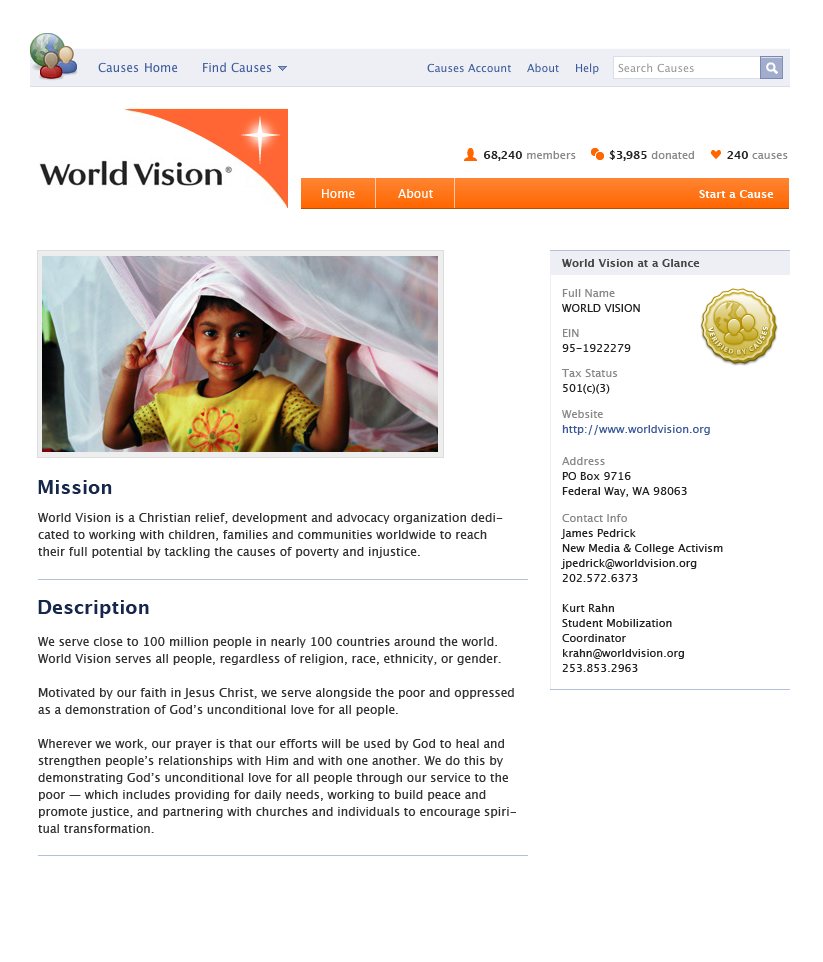 Causes Home
Find Causes
Causes Account
About
Help
Search Causes
World Vision®
68,240 members
$3,985 donated
240 causes
Home
About
Start a Cause
Mission
World Vision is a Christian relief, development and advocacy organization dedi-
cated to working with children, families and communities worldwide to reach
their full potential by tackling the causes of poverty and injustice.
Description
We serve close to 100 million people in nearly 100 countries around the world.
World Vision serves all people, regardless of religion, race, ethnicity, or gender.
Motivated by our faith in Jesus Christ, we serve alongside the poor and oppressed
as a demonstration of God’s unconditional love for all people.
Wherever we work, our prayer is that our efforts will be used by God to heal and
strengthen people’s relationships with Him and with one another. We do this by
demonstrating God’s unconditional love for all people through our service to the
poor — which includes providing for daily needs, working to build peace and
promote justice, and partnering with churches and individuals to encourage spiri-
tual transformation.
World Vision at a Glance
Full Name
WORLD VISION
EIN
95-1922279
Tax Status
501(c)(3)
VERIFIED BY CAUSES
Website
http://www.worldvision.org
Address
PO Box 9716
Federal Way, WA 98063
Contact Info
James Pedrick
New Media & College Activism
jpedrick@worldvision.org
202.572.6373
Kurt Rahn
Student Mobilization
Coordinator
krahn@worldvision.org
253.853.2963